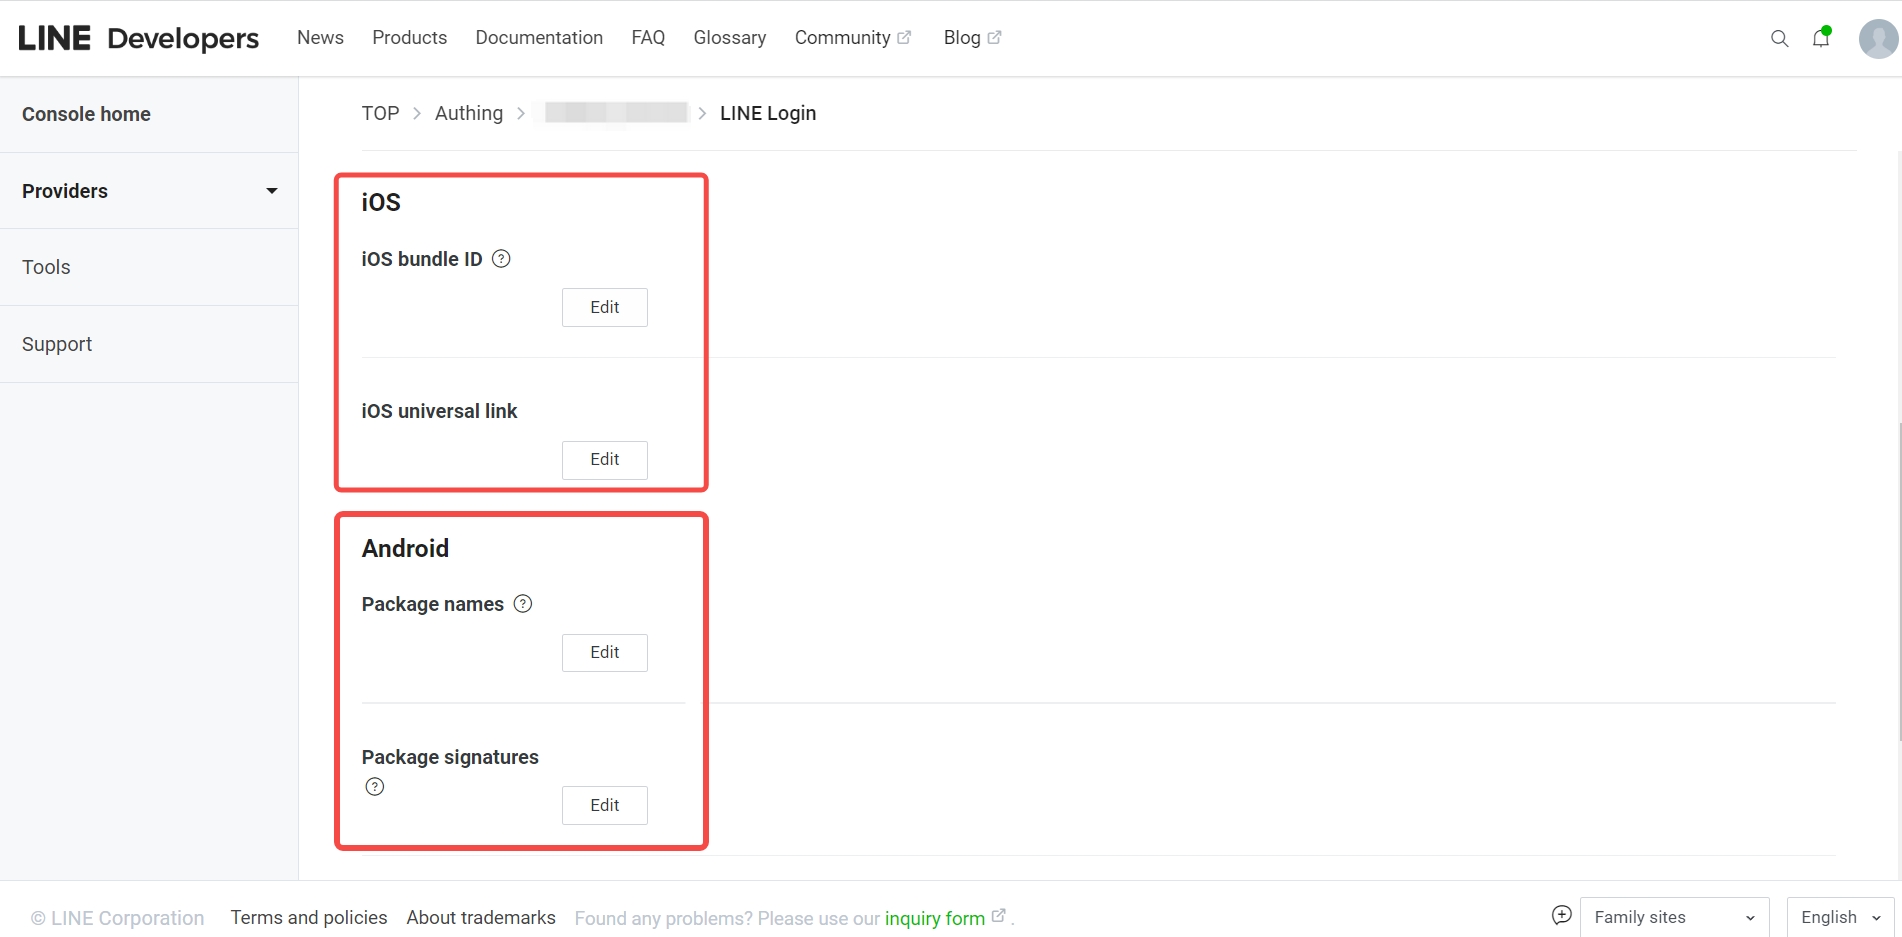 LINE Developers News Products Documentation FAQ Glossary Community Blog
Console home
Providers
Tools
Support
TOP > Authing > > LINE Login
iOS
iOS bundle ID ?
Edit
iOS universal link
Edit
Android
Package names ?
Edit
Package signatures
?
Edit
© LINE Corporation Terms and policies About trademarks Found any problems? Please use our inquiry form . Family sites English